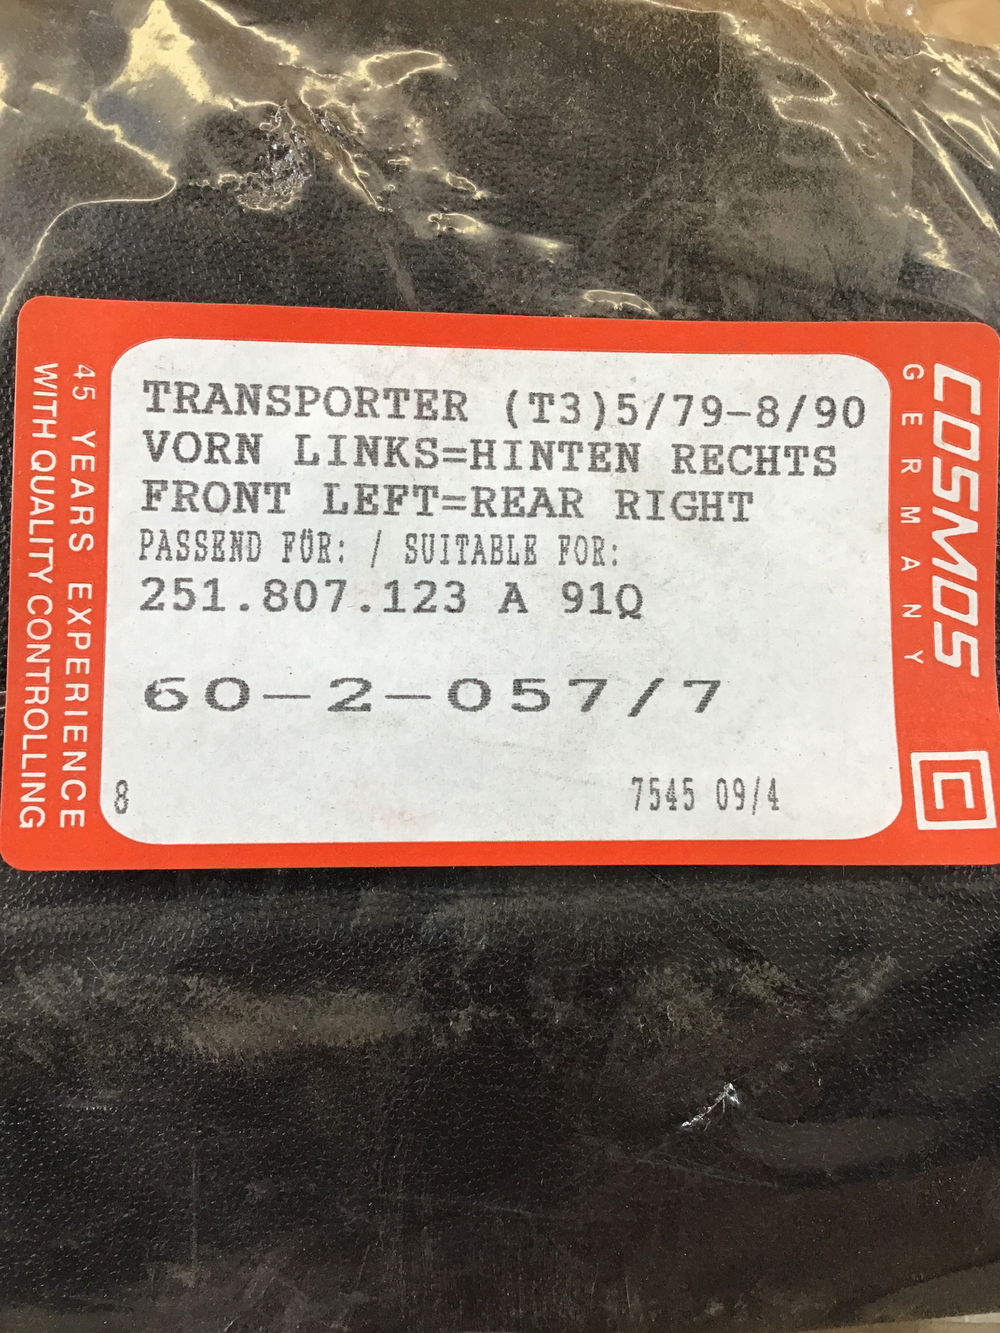 TRANSPORTER (T3)5/79-8/90
VORN LINKS=HINTEN RECHTS
FRONT LEFT=REAR RIGHT
PASSEND FÜR: / SUITABLE FOR:
251.807.123 A 91Q
60-2-057/7
8 7545 09/4
45 YEARS EXPERIENCE
WITH QUALITY CONTROLLING
COSMOS
GERMANY
C